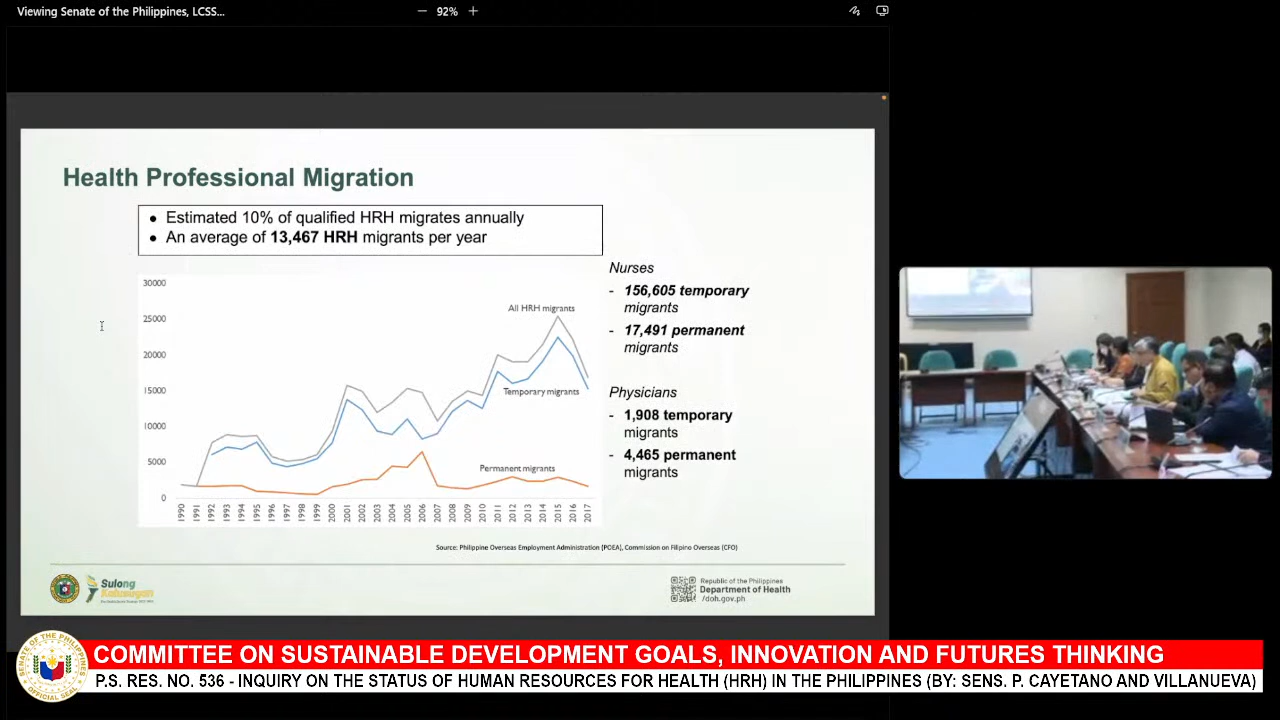 Viewing Senate of the Philippines, LCSS...
92%
Health Professional Migration
● Estimated 10% of qualified HRH migrates annually
● An average of 13,467 HRH migrants per year
30000
25000
20000
15000
10000
5000
0
All HRH migrants
Temporary migrants
Permanent migrants
1990 1991 1992 1993 1994 1995 1996 1997 1998 1999 2000 2001 2002 2003 2004 2005 2006 2007 2008 2009 2010 2011 2012 2013 2014 2015 2016 2017
Nurses
- 156,605 temporary
migrants
- 17,491 permanent
migrants
Physicians
- 1,908 temporary
migrants
- 4,465 permanent
migrants
Source: Philippine Overseas Employment Administration (POEA), Commission on Filipino Overseas (CFO)
Sulong
Kalusugan
Republic of the Philippines
Department of Health
/doh.gov.ph
SENATE OF THE PHILIPPINES
OFFICIAL SEAL
COMMITTEE ON SUSTAINABLE DEVELOPMENT GOALS, INNOVATION AND FUTURES THINKING
P.S. RES. NO. 536 - INQUIRY ON THE STATUS OF HUMAN RESOURCES FOR HEALTH (HRH) IN THE PHILIPPINES (BY: SENS. P. CAYETANO AND VILLANUEVA)